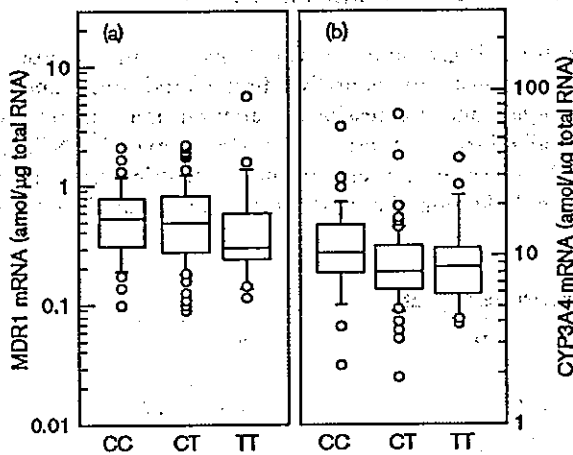 (a)
(b)
MDR1 mRNA (amol/μg total RNA)
10
1
0.1
0.01
CC CT TT
CC CT TT
100
10
1
CYP3A4 mRNA (amol/μg total RNA)